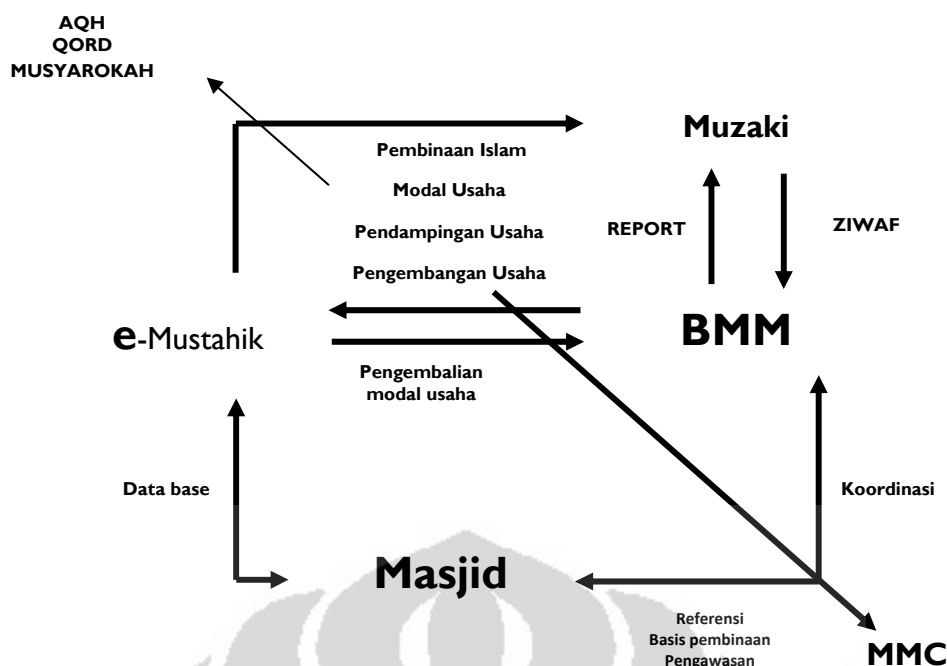 AQH
QORD
MUSYAROKAH
Muzaki
Pembinaan Islam
Modal Usaha
Pendampingan Usaha
Pengembangan Usaha
REPORT
ZIWAF
e-Mustahik
BMM
Pengembalian
modal usaha
Data base
Koordinasi
Masjid
Referensi
Basis pembinaan
Pengawasan
MMC